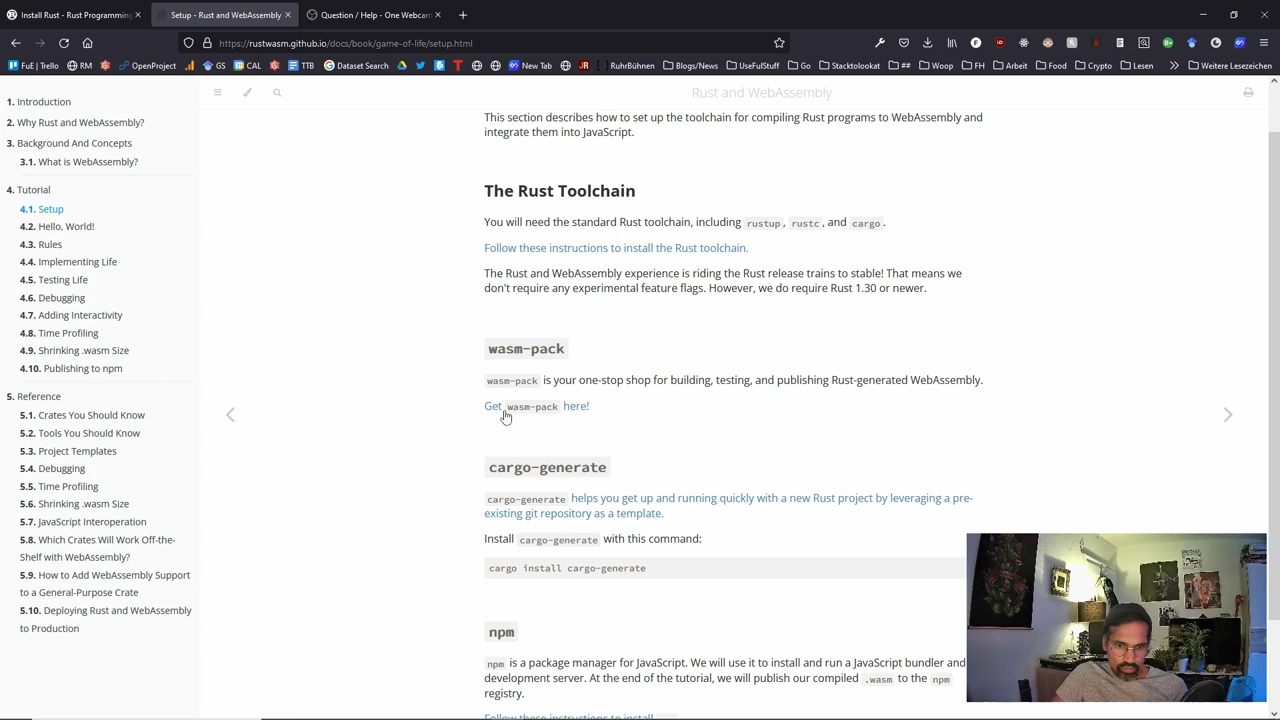 Install Rust - Rust Programming
Setup - Rust and WebAssembly
Question / Help - One Webcam
https://rustwasm.github.io/docs/book/game-of-life/setup.html
FuE | Trello
RM
OpenProject
GS
CAL
TTB
Dataset Search
New Tab
RuhrBühnen
Blogs/News
UseFulStuff
Go
Stacktolookat
##
Woop
FH
Arbeit
Food
Crypto
Lesen
Weitere Lesezeichen
Rust and WebAssembly
1. Introduction
2. Why Rust and WebAssembly?
3. Background And Concepts
3.1. What is WebAssembly?
4. Tutorial
4.1. Setup
4.2. Hello, World!
4.3. Rules
4.4. Implementing Life
4.5. Testing Life
4.6. Debugging
4.7. Adding Interactivity
4.8. Time Profiling
4.9. Shrinking .wasm Size
4.10. Publishing to npm
5. Reference
5.1. Crates You Should Know
5.2. Tools You Should Know
5.3. Project Templates
5.4. Debugging
5.5. Time Profiling
5.6. Shrinking .wasm Size
5.7. JavaScript Interoperation
5.8. Which Crates Will Work Off-the-
Shelf with WebAssembly?
5.9. How to Add WebAssembly Support
to a General-Purpose Crate
5.10. Deploying Rust and WebAssembly
to Production
This section describes how to set up the toolchain for compiling Rust programs to WebAssembly and
integrate them into JavaScript.
The Rust Toolchain
You will need the standard Rust toolchain, including rustup, rustc, and cargo.
Follow these instructions to install the Rust toolchain.
The Rust and WebAssembly experience is riding the Rust release trains to stable! That means we
don't require any experimental feature flags. However, we do require Rust 1.30 or newer.
wasm-pack
wasm-pack is your one-stop shop for building, testing, and publishing Rust-generated WebAssembly.
Get wasm-pack here!
cargo-generate
cargo-generate helps you get up and running quickly with a new Rust project by leveraging a pre-
existing git repository as a template.
Install cargo-generate with this command:
cargo install cargo-generate
npm
npm is a package manager for JavaScript. We will use it to install and run a JavaScript bundler and
development server. At the end of the tutorial, we will publish our compiled .wasm to the npm
registry.
Follow these instructions to install